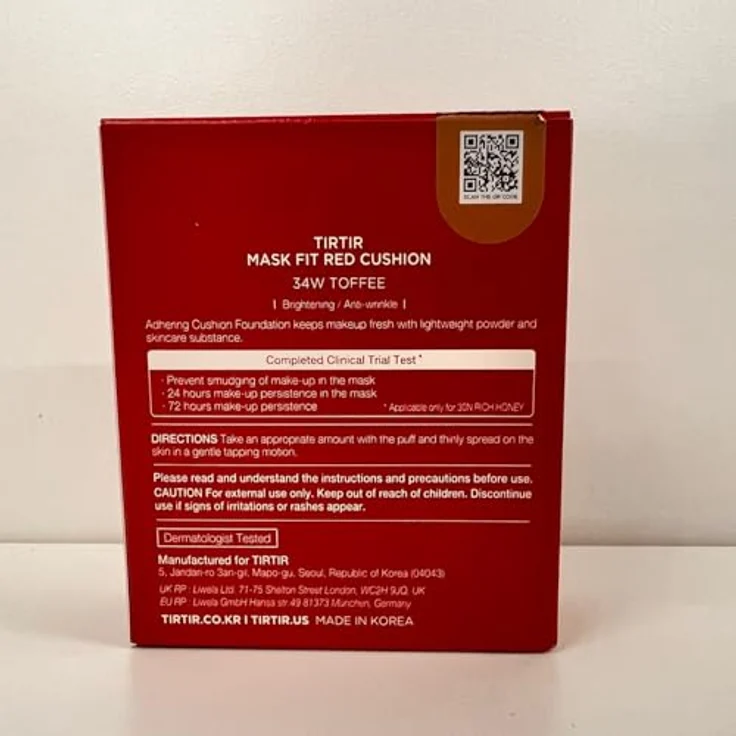 SCAN THE QR CODE
TIRTIR
MASK FIT RED CUSHION
34W TOFFEE
| Brightening / Anti-wrinkle |
Adhering Cushion Foundation keeps makeup fresh with lightweight powder and
skincare substance.
Completed Clinical Trial Test *
· Prevent smudging of make-up in the mask
· 24 hours make-up persistence in the mask
· 72 hours make-up persistence
* Applicable only for 30N RICH HONEY
DIRECTIONS Take an appropriate amount with the puff and thinly spread on the
skin in a gentle tapping motion.
Please read and understand the instructions and precautions before use.
CAUTION For external use only. Keep out of reach of children. Discontinue
use if signs of irritations or rashes appear.
Dermatologist Tested
Manufactured for TIRTIR
5, Jandari-ro 3an-gil, Mapo-gu, Seoul, Republic of Korea (04043)
UK RP : Liwela Ltd. 71-75 Shelton Street London, WC2H 9JQ, UK
EU RP : Liwela GmbH Hansa str.49 81373 Munchen, Germany
TIRTIR.CO.KR I TIRTIR.US MADE IN KOREA